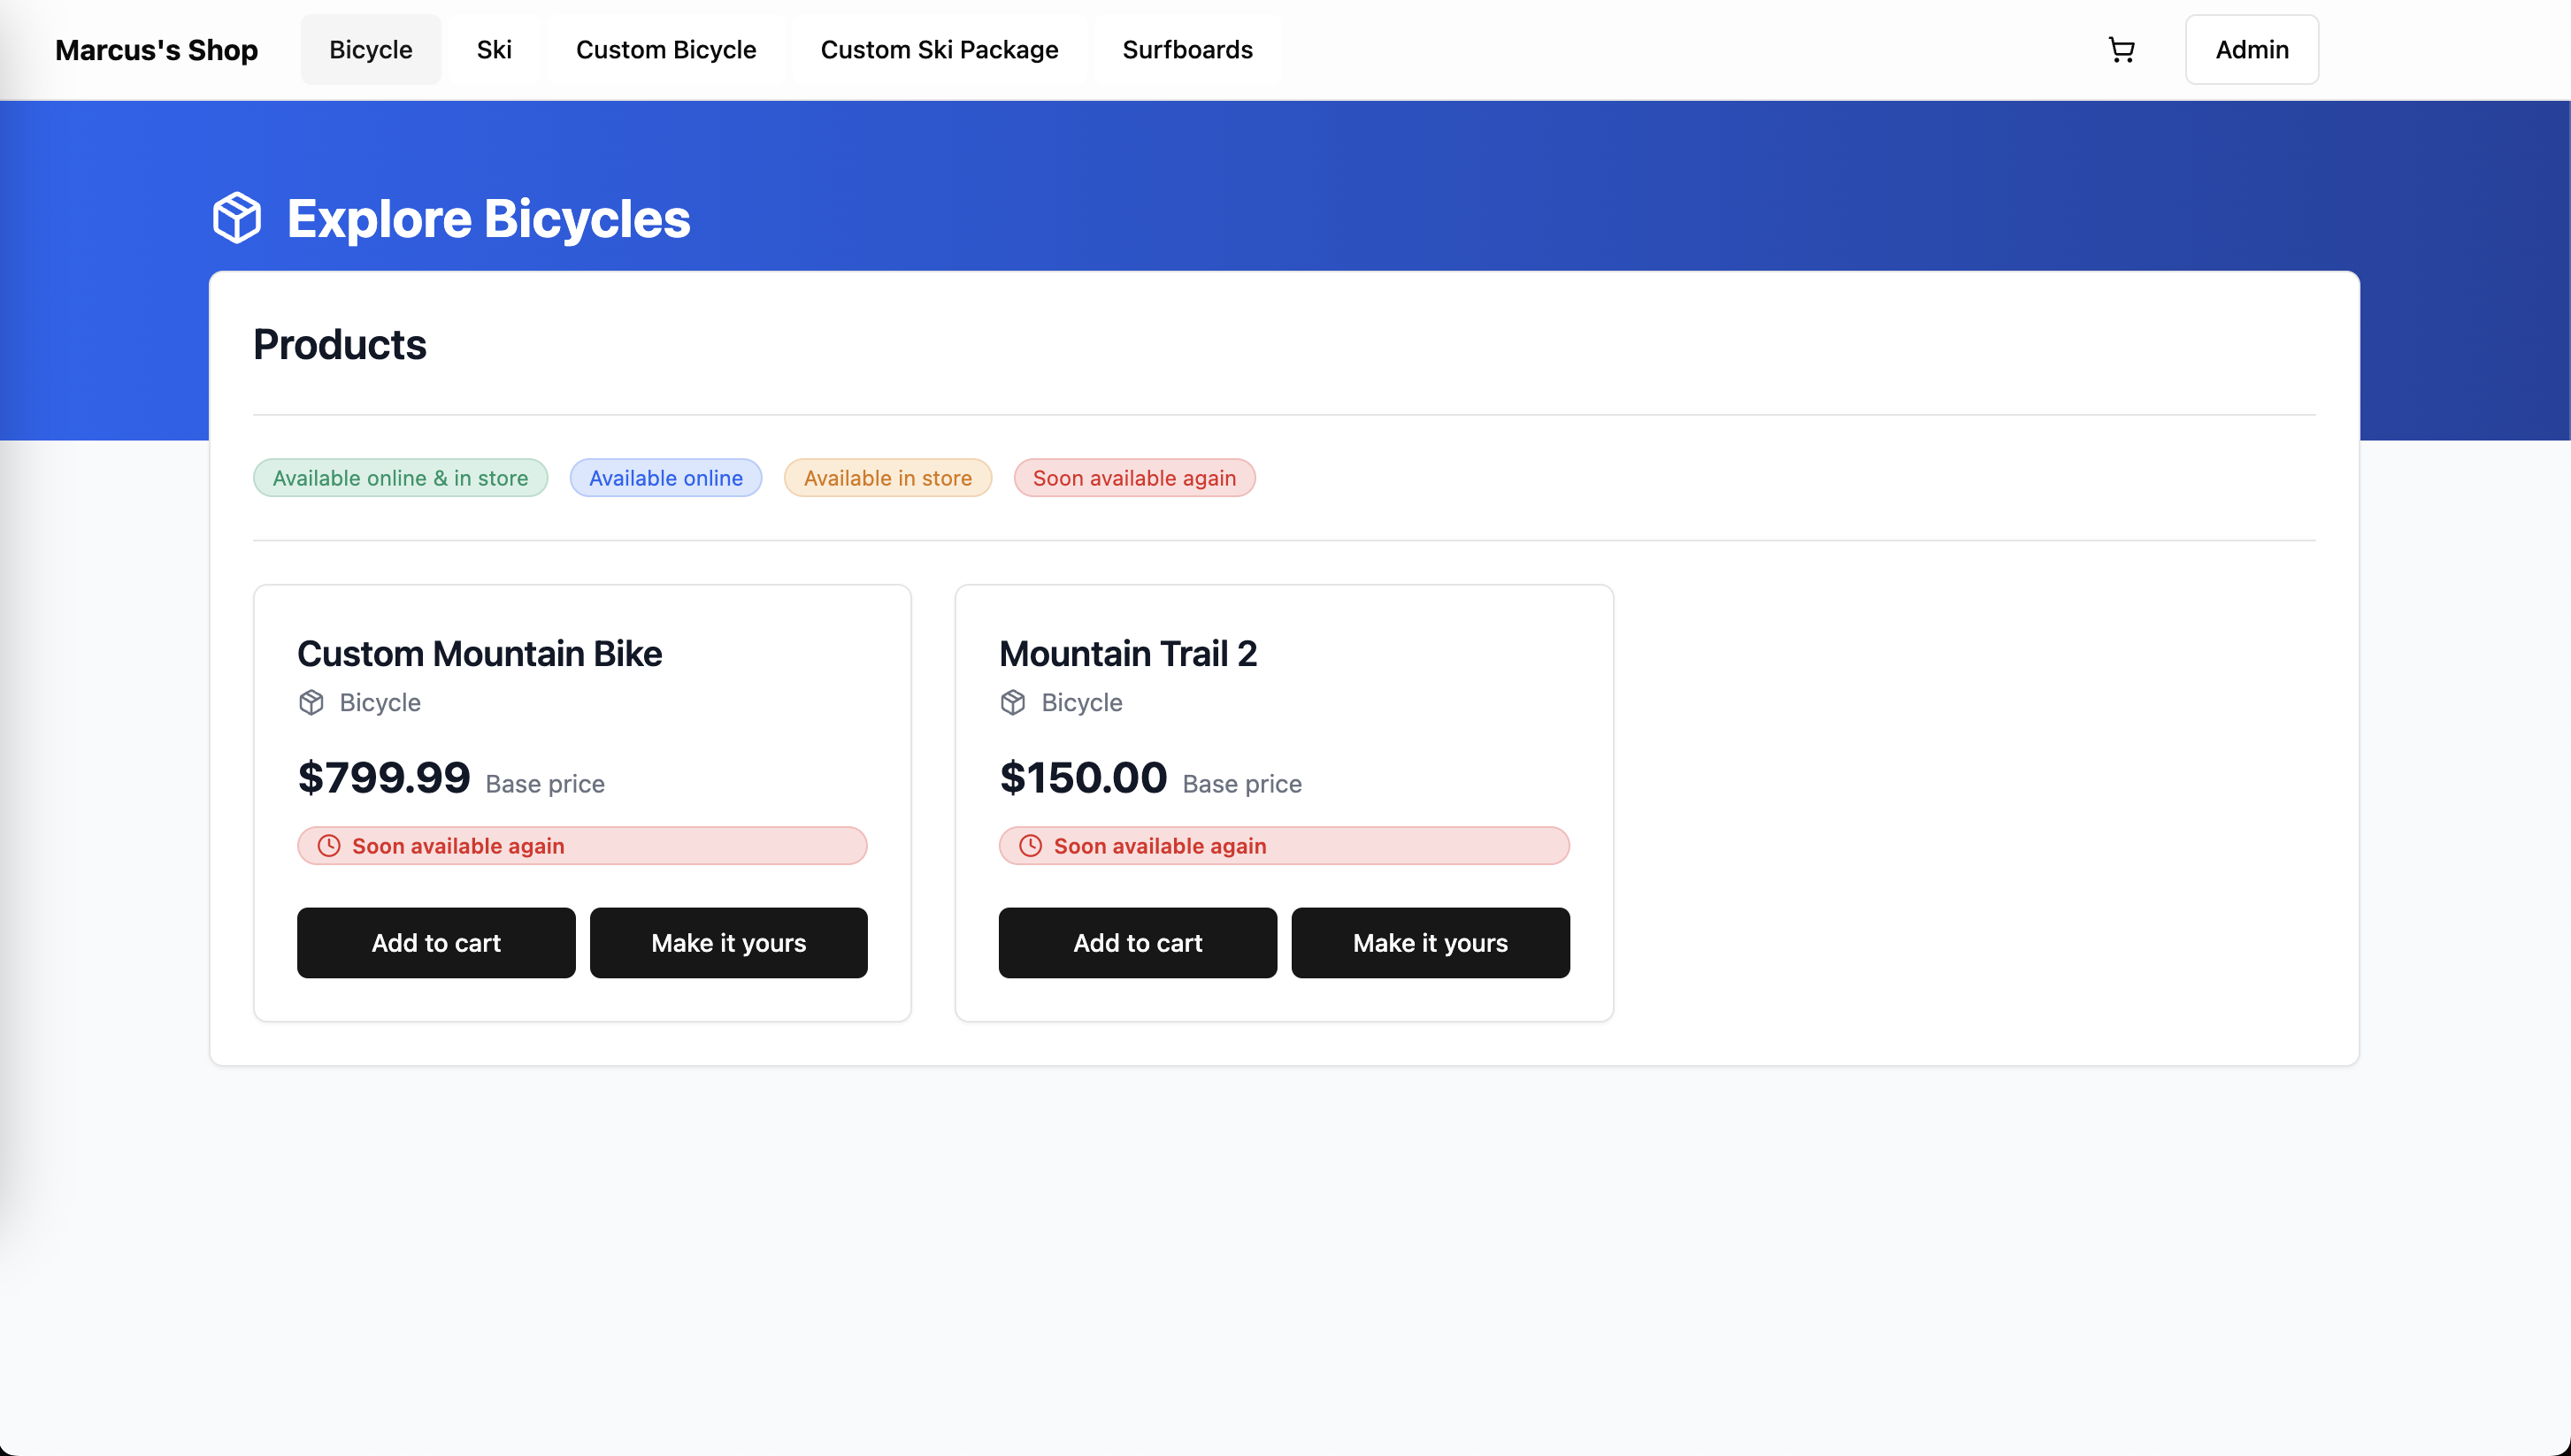 Marcus's Shop Bicycle Ski Custom Bicycle Custom Ski Package Surfboards Admin
Explore Bicycles
Products
Available online & in store Available online Available in store Soon available again
Custom Mountain Bike
Bicycle
$799.99 Base price
Soon available again
Add to cart Make it yours
Mountain Trail 2
Bicycle
$150.00 Base price
Soon available again
Add to cart Make it yours